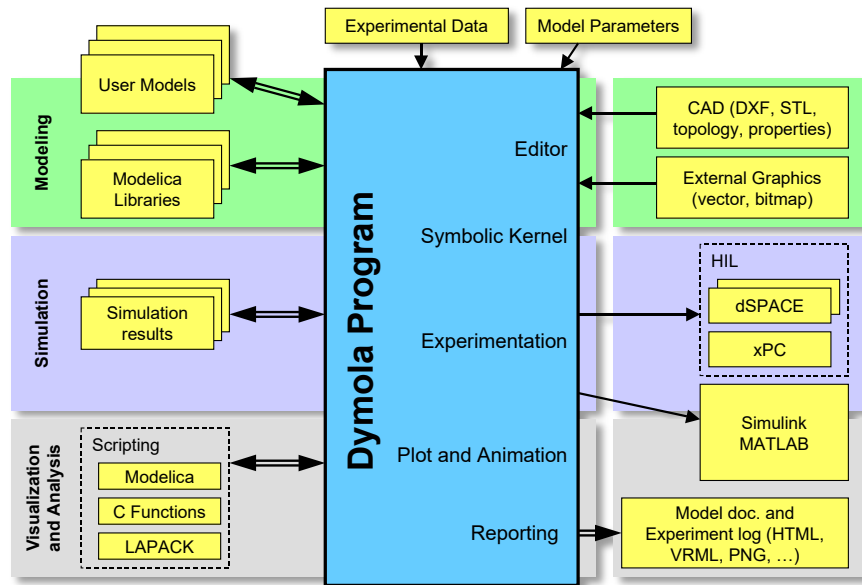 Experimental Data
Model Parameters
Modeling
User Models
Modelica
Libraries
CAD (DXF, STL,
topology, properties)
External Graphics
(vector, bitmap)
Dymola Program
Editor
Symbolic Kernel
Experimentation
Plot and Animation
Reporting
Simulation
Simulation
results
HIL
dSPACE
xPC
Simulink
MATLAB
Visualization
and Analysis
Scripting
Modelica
C Functions
LAPACK
Model doc. and
Experiment log (HTML,
VRML, PNG, …)